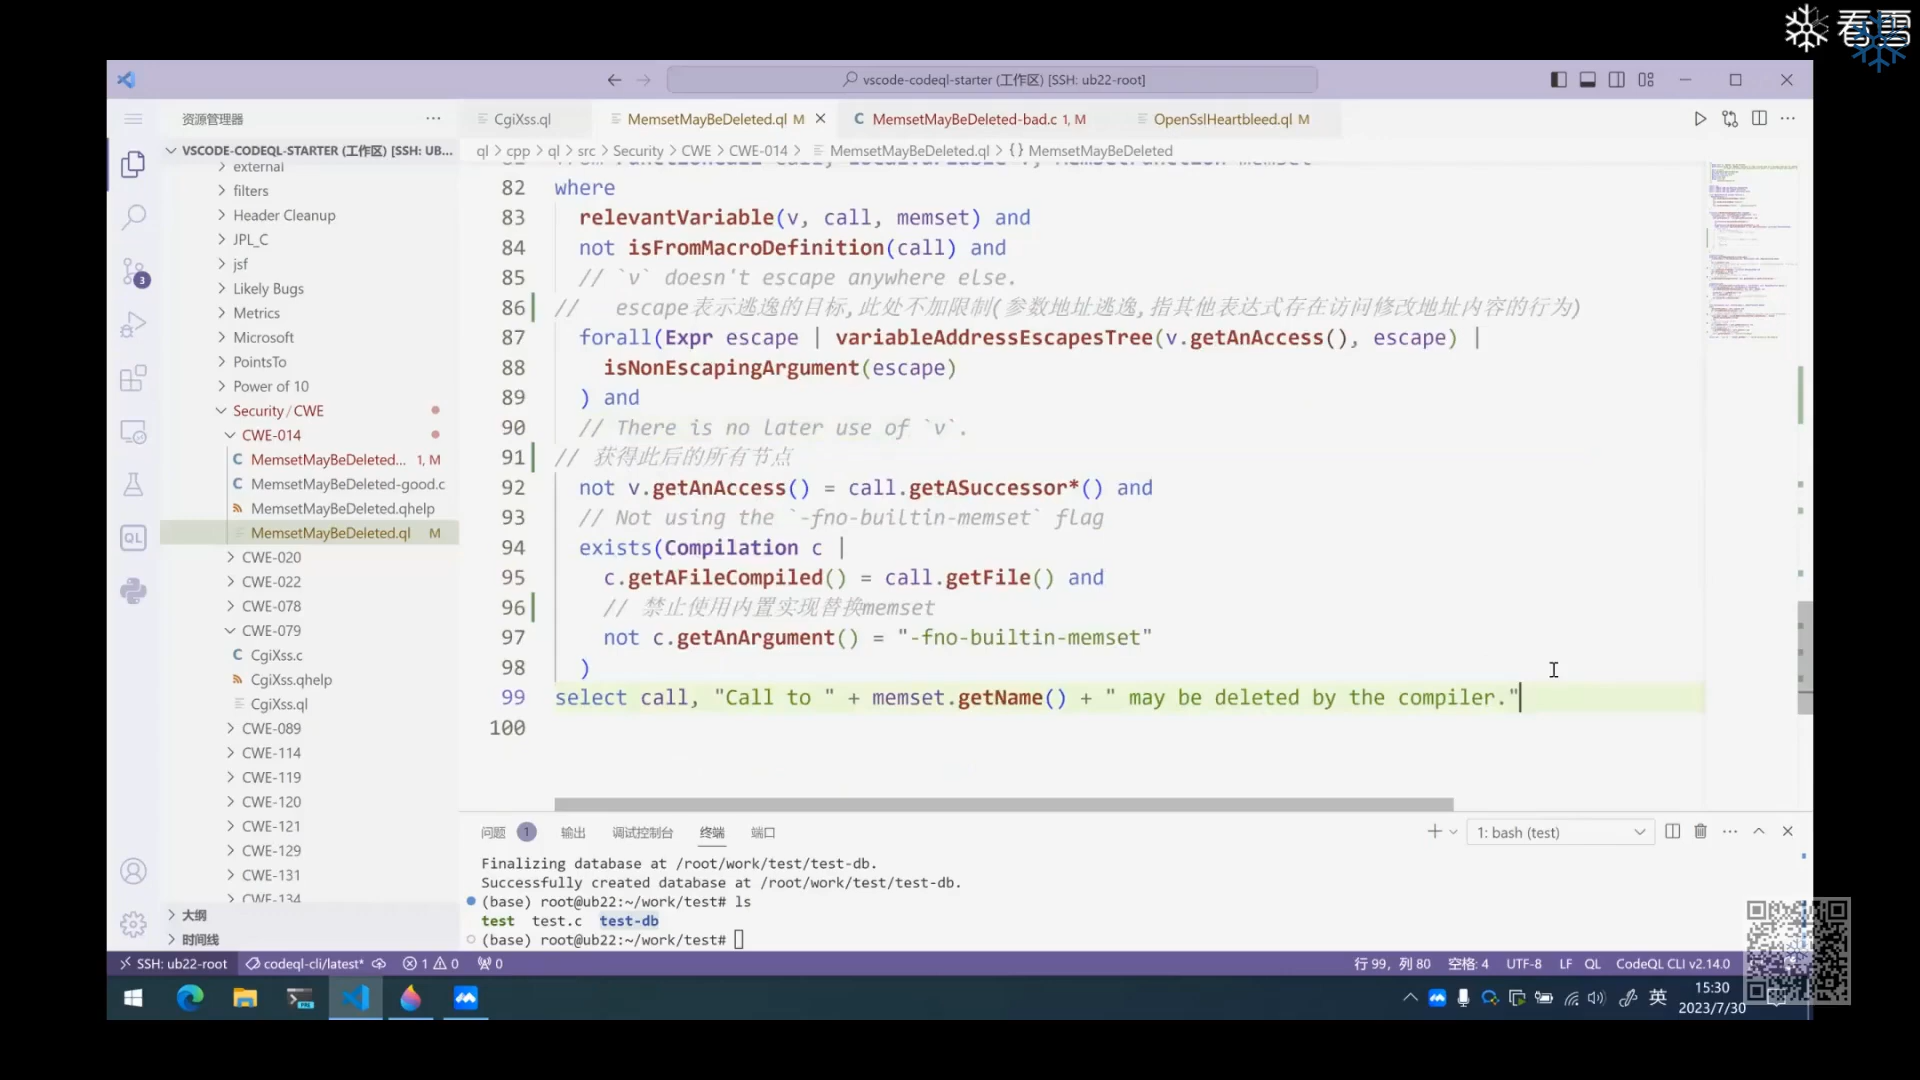 看雪
vscode-codeql-starter (工作区) [SSH: ub22-root]
资源管理器
CgiXss.ql
MemsetMayBeDeleted.ql M
MemsetMayBeDeleted-bad.c 1, M
OpenSslHeartbleed.ql M
VSCODE-CODEQL-STARTER (工作区) [SSH: UB...
ql > cpp > ql > src > Security > CWE > CWE-014 > MemsetMayBeDeleted.ql > {} MemsetMayBeDeleted
external
filters
Header Cleanup
JPL_C
jsf
Likely Bugs
Metrics
Microsoft
PointsTo
Power of 10
Security / CWE
CWE-014
MemsetMayBeDeleted... 1, M
MemsetMayBeDeleted-good.c
MemsetMayBeDeleted.qhelp
MemsetMayBeDeleted.ql M
CWE-020
CWE-022
CWE-078
CWE-079
CgiXss.c
CgiXss.qhelp
CgiXss.ql
CWE-089
CWE-114
CWE-119
CWE-120
CWE-121
CWE-129
CWE-131
CWE-134
大纲
时间线
3
QL
82 where
83 relevantVariable(v, call, memset) and
84 not isFromMacroDefinition(call) and
85 // `v` doesn't escape anywhere else.
86 // escape表示逃逸的目标,此处不加限制(参数地址逃逸,指其他表达式存在访问修改地址内容的行为)
87 forall(Expr escape | variableAddressEscapesTree(v.getAnAccess(), escape) |
88 isNonEscapingArgument(escape)
89 ) and
90 // There is no later use of `v`.
91 // 获得此后的所有节点
92 not v.getAnAccess() = call.getASuccessor*() and
93 // Not using the `-fno-builtin-memset` flag
94 exists(Compilation c |
95 c.getAFileCompiled() = call.getFile() and
96 // 禁止使用内置实现替换memset
97 not c.getAnArgument() = "-fno-builtin-memset"
98 )
99 select call, "Call to " + memset.getName() + " may be deleted by the compiler."
100
问题 1 输出 调试控制台 终端 端口
1: bash (test)
Finalizing database at /root/work/test/test-db.
Successfully created database at /root/work/test/test-db.
(base) root@ub22:~/work/test# ls
test test.c test-db
(base) root@ub22:~/work/test#
SSH: ub22-root codeql-cli/latest* 1 0 0
行 99，列 80 空格: 4 UTF-8 LF QL CodeQL CLI v2.14.0
英
15:30
2023/7/30